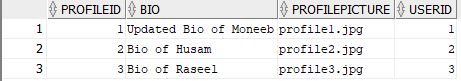 PROFILEID BIO PROFILEPICTURE USERID
1 1 Updated Bio of Moneeb profile1.jpg 1
2 2 Bio of Husam profile2.jpg 2
3 3 Bio of Raseel profile3.jpg 3